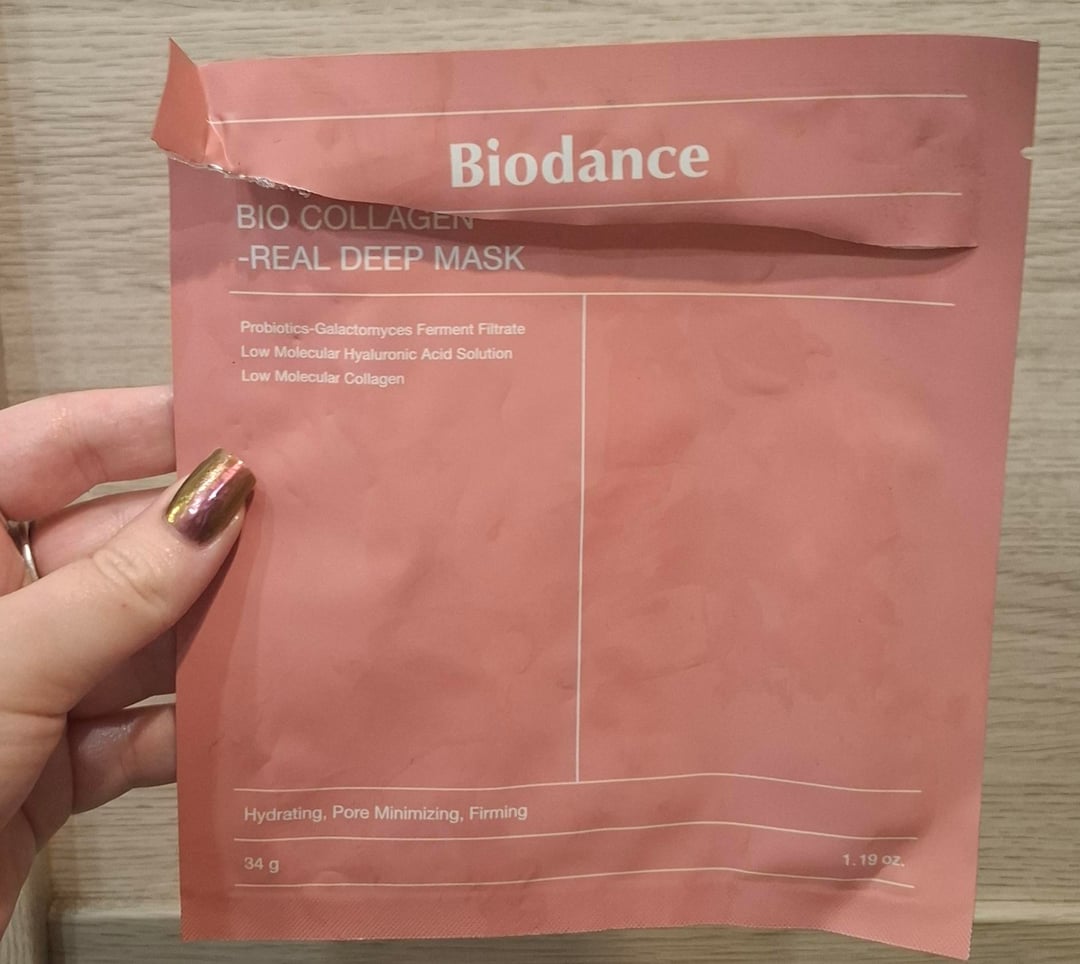 Biodance
BIO COLLAGEN
-REAL DEEP MASK
Probiotics-Galactomyces Ferment Filtrate
Low Molecular Hyaluronic Acid Solution
Low Molecular Collagen
Hydrating, Pore Minimizing, Firming
34 g
1.19 oz.